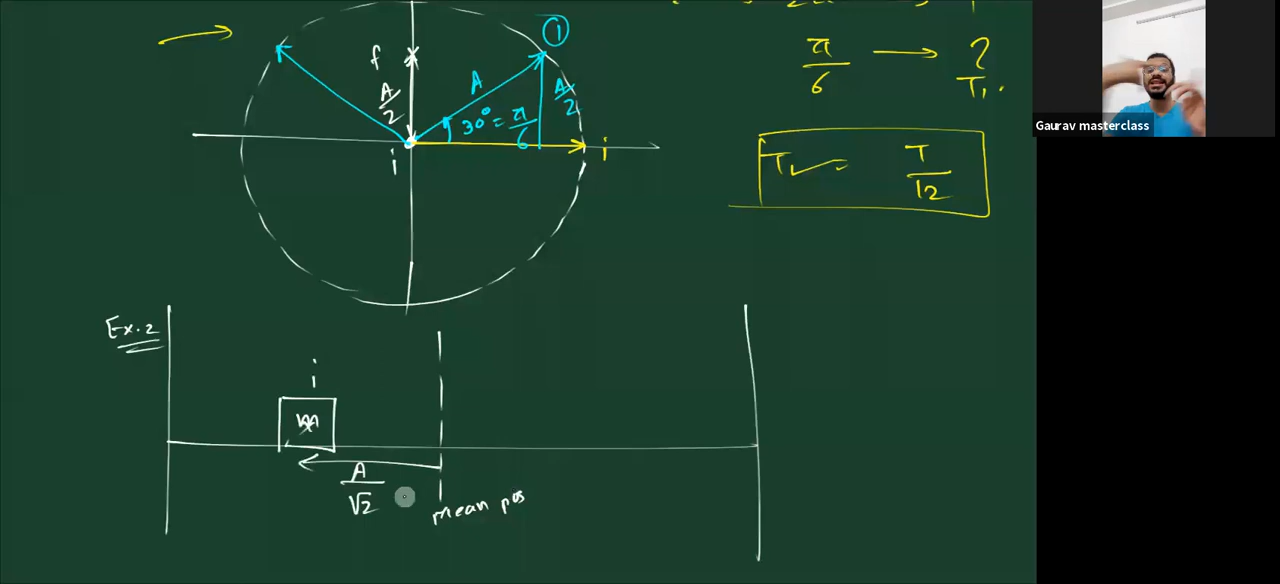 ①
f
A
A/2
A/2
30° = π/6
i
i
π/6 → ?
T₁.
T₁ = T/12
Gaurav masterclass
Ex.2
i
m
A/√2
mean pos